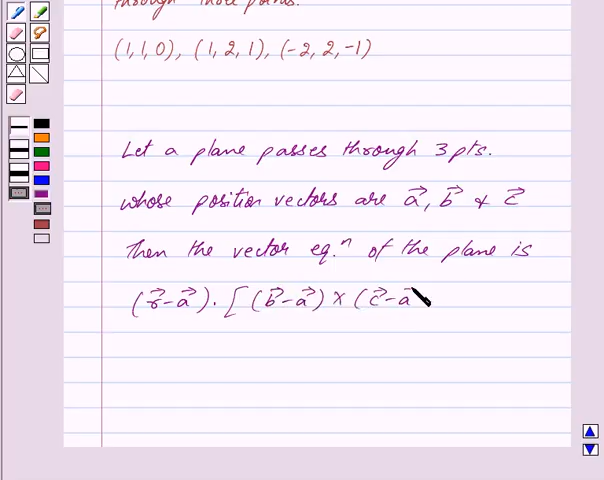 through three points.
(1,1,0), (1,2,1), (-2,2,-1)
Let a plane passes through 3 pts.
whose position vectors are a⃗, b⃗ & c⃗
Then the vector eq.ⁿ of the plane is
(r⃗-a⃗). [(b⃗-a⃗) × (c⃗-a⃗